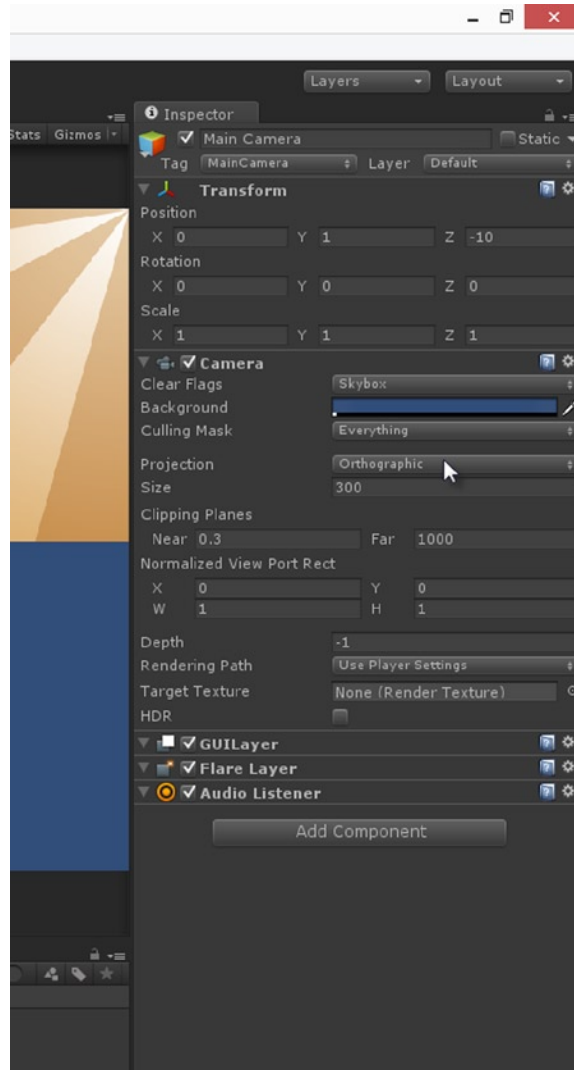 Layers Layout
Inspector
Stats Gizmos
Main Camera Static
Tag MainCamera Layer Default
Transform
Position
X 0 Y 1 Z -10
Rotation
X 0 Y 0 Z 0
Scale
X 1 Y 1 Z 1
Camera
Clear Flags Skybox
Background
Culling Mask Everything
Projection Orthographic
Size 300
Clipping Planes
Near 0.3 Far 1000
Normalized View Port Rect
X 0 Y 0
W 1 H 1
Depth -1
Rendering Path Use Player Settings
Target Texture None (Render Texture)
HDR
GUILayer
Flare Layer
Audio Listener
Add Component